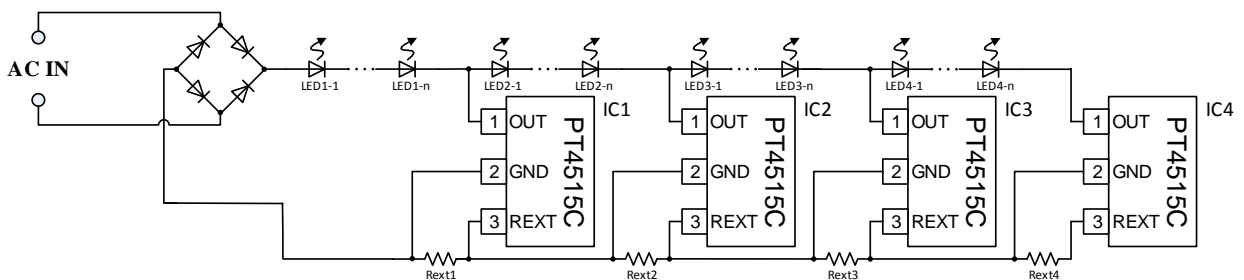 AC IN
LED1-1
LED1-n
LED2-1
LED2-n
LED3-1
LED3-n
LED4-1
LED4-n
IC1
1 OUT
2 GND
3 REXT
PT4515C
IC2
1 OUT
2 GND
3 REXT
PT4515C
IC3
1 OUT
2 GND
3 REXT
PT4515C
IC4
1 OUT
2 GND
3 REXT
PT4515C
Rext1
Rext2
Rext3
Rext4